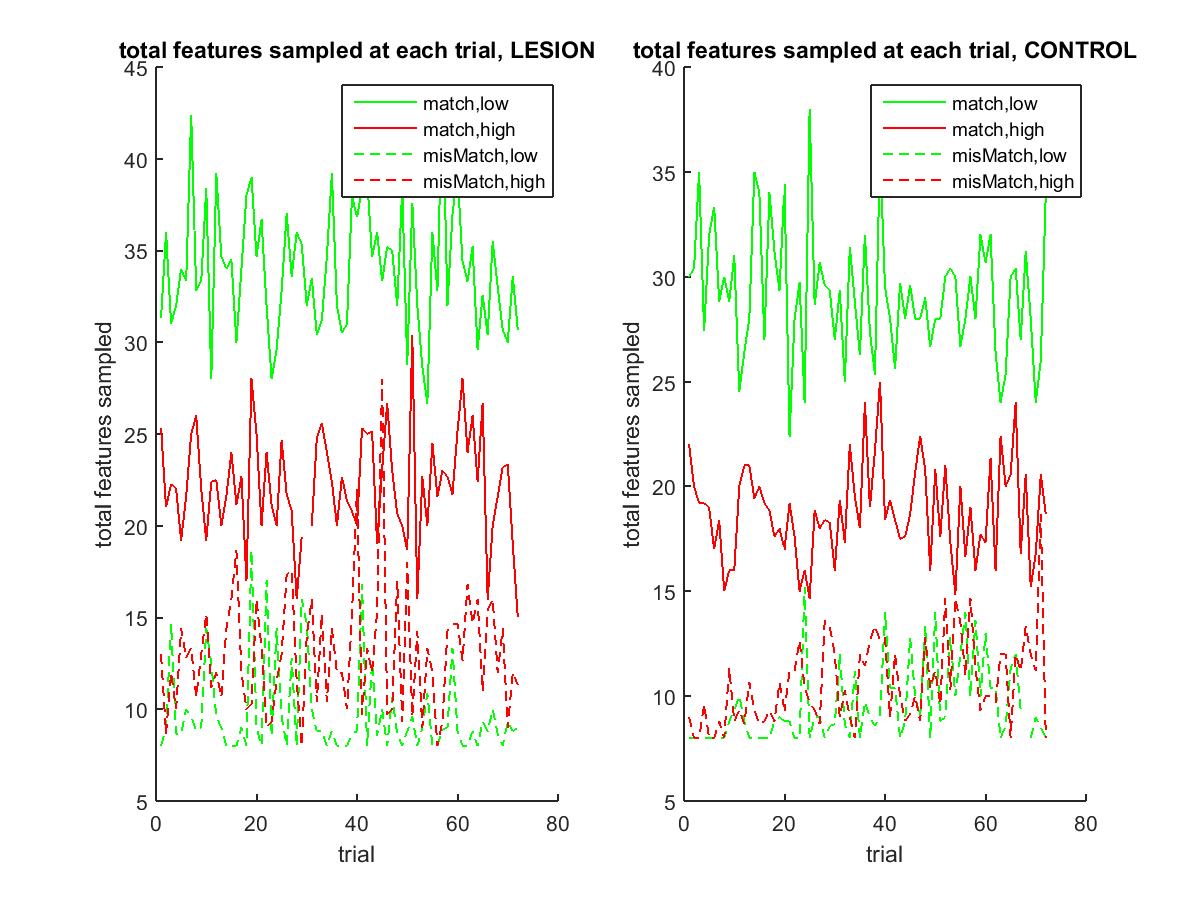 total features sampled at each trial, LESION
45
40
35
30
25
20
15
10
5
0
20
40
60
80
total features sampled
trial
match,low
match,high
misMatch,low
misMatch,high
total features sampled at each trial, CONTROL
40
35
30
25
20
15
10
5
0
20
40
60
80
total features sampled
trial
match,low
match,high
misMatch,low
misMatch,high